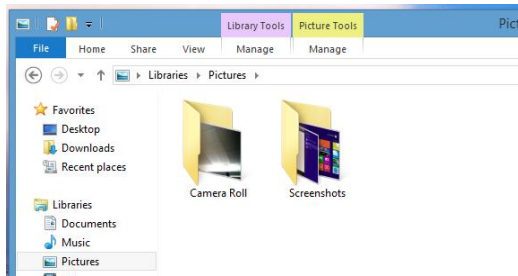 Library Tools Picture Tools Pict
File Home Share View Manage Manage
Libraries Pictures
Favorites
Desktop
Downloads
Recent places
Camera Roll Screenshots
Libraries
Documents
Music
Pictures